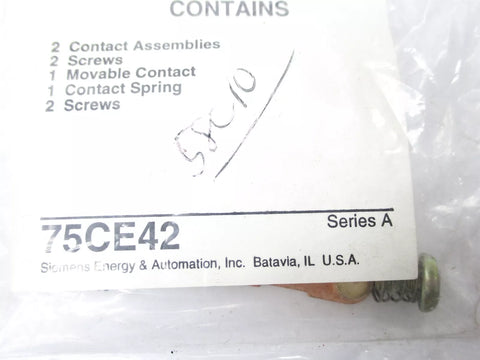 CONTAINS
2 Contact Assemblies
2 Screws
1 Movable Contact
1 Contact Spring
2 Screws
75CE42
Series A
Siemens Energy & Automation, Inc. Batavia, IL U.S.A.